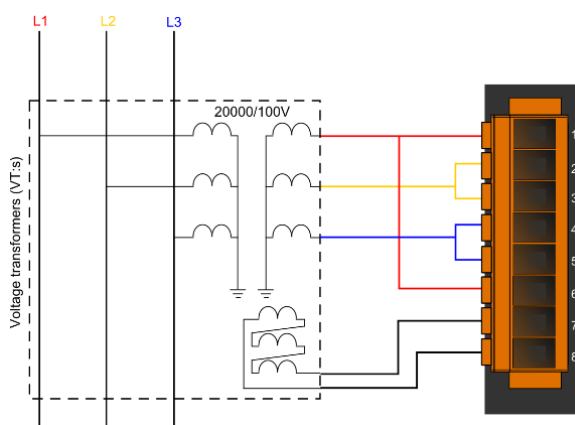 L1 L2 L3
20000/100V
Voltage transformers (VT:s)
1
2
3
4
5
6
7
8